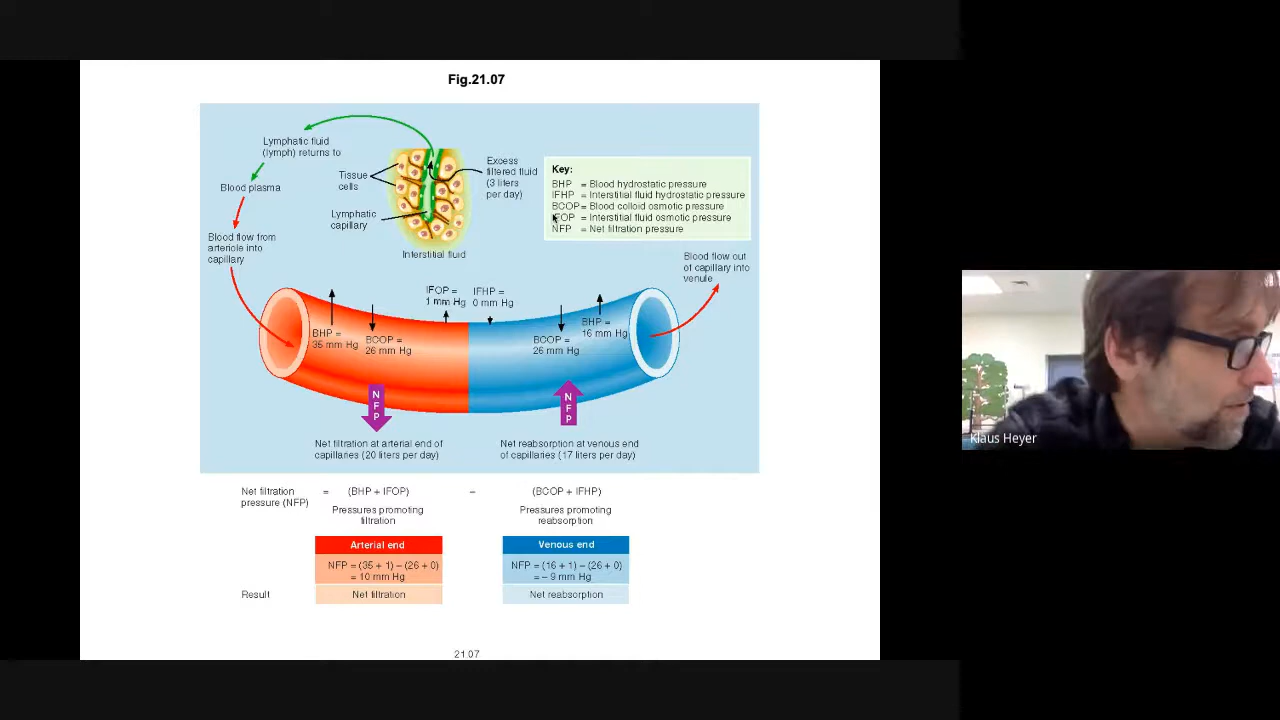 Fig.21.07
Lymphatic fluid
(lymph) returns to
Blood plasma
Blood flow from
arteriole into
capillary
Tissue
cells
Lymphatic
capillary
Excess
filtered fluid
(3 liters
per day)
Interstitial fluid
Key:
BHP = Blood hydrostatic pressure
IFHP = Interstitial fluid hydrostatic pressure
BCOP = Blood colloid osmotic pressure
IFOP = Interstitial fluid osmotic pressure
NFP = Net filtration pressure
Blood flow out
of capillary into
venule
BHP =
35 mm Hg
BCOP =
26 mm Hg
IFOP =
1 mm Hg
IFHP =
0 mm Hg
BCOP =
26 mm Hg
BHP =
16 mm Hg
N
F
P
N
F
P
Net filtration at arterial end of
capillaries (20 liters per day)
Net reabsorption at venous end
of capillaries (17 liters per day)
Net filtration
pressure (NFP)
= (BHP + IFOP) – (BCOP + IFHP)
Pressures promoting
filtration
Pressures promoting
reabsorption
Arterial end
NFP = (35 + 1) – (26 + 0)
= 10 mm Hg
Venous end
NFP = (16 + 1) – (26 + 0)
= – 9 mm Hg
Result
Net filtration
Net reabsorption
21 07
Klaus Heyer